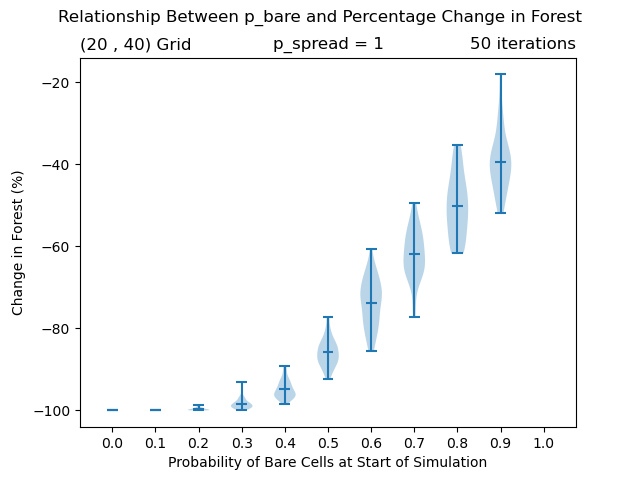 Relationship Between p_bare and Percentage Change in Forest
(20 , 40) Grid p_spread = 1 50 iterations
−20
−40
−60
−80
−100
Change in Forest (%)
0.0 0.1 0.2 0.3 0.4 0.5 0.6 0.7 0.8 0.9 1.0
Probability of Bare Cells at Start of Simulation